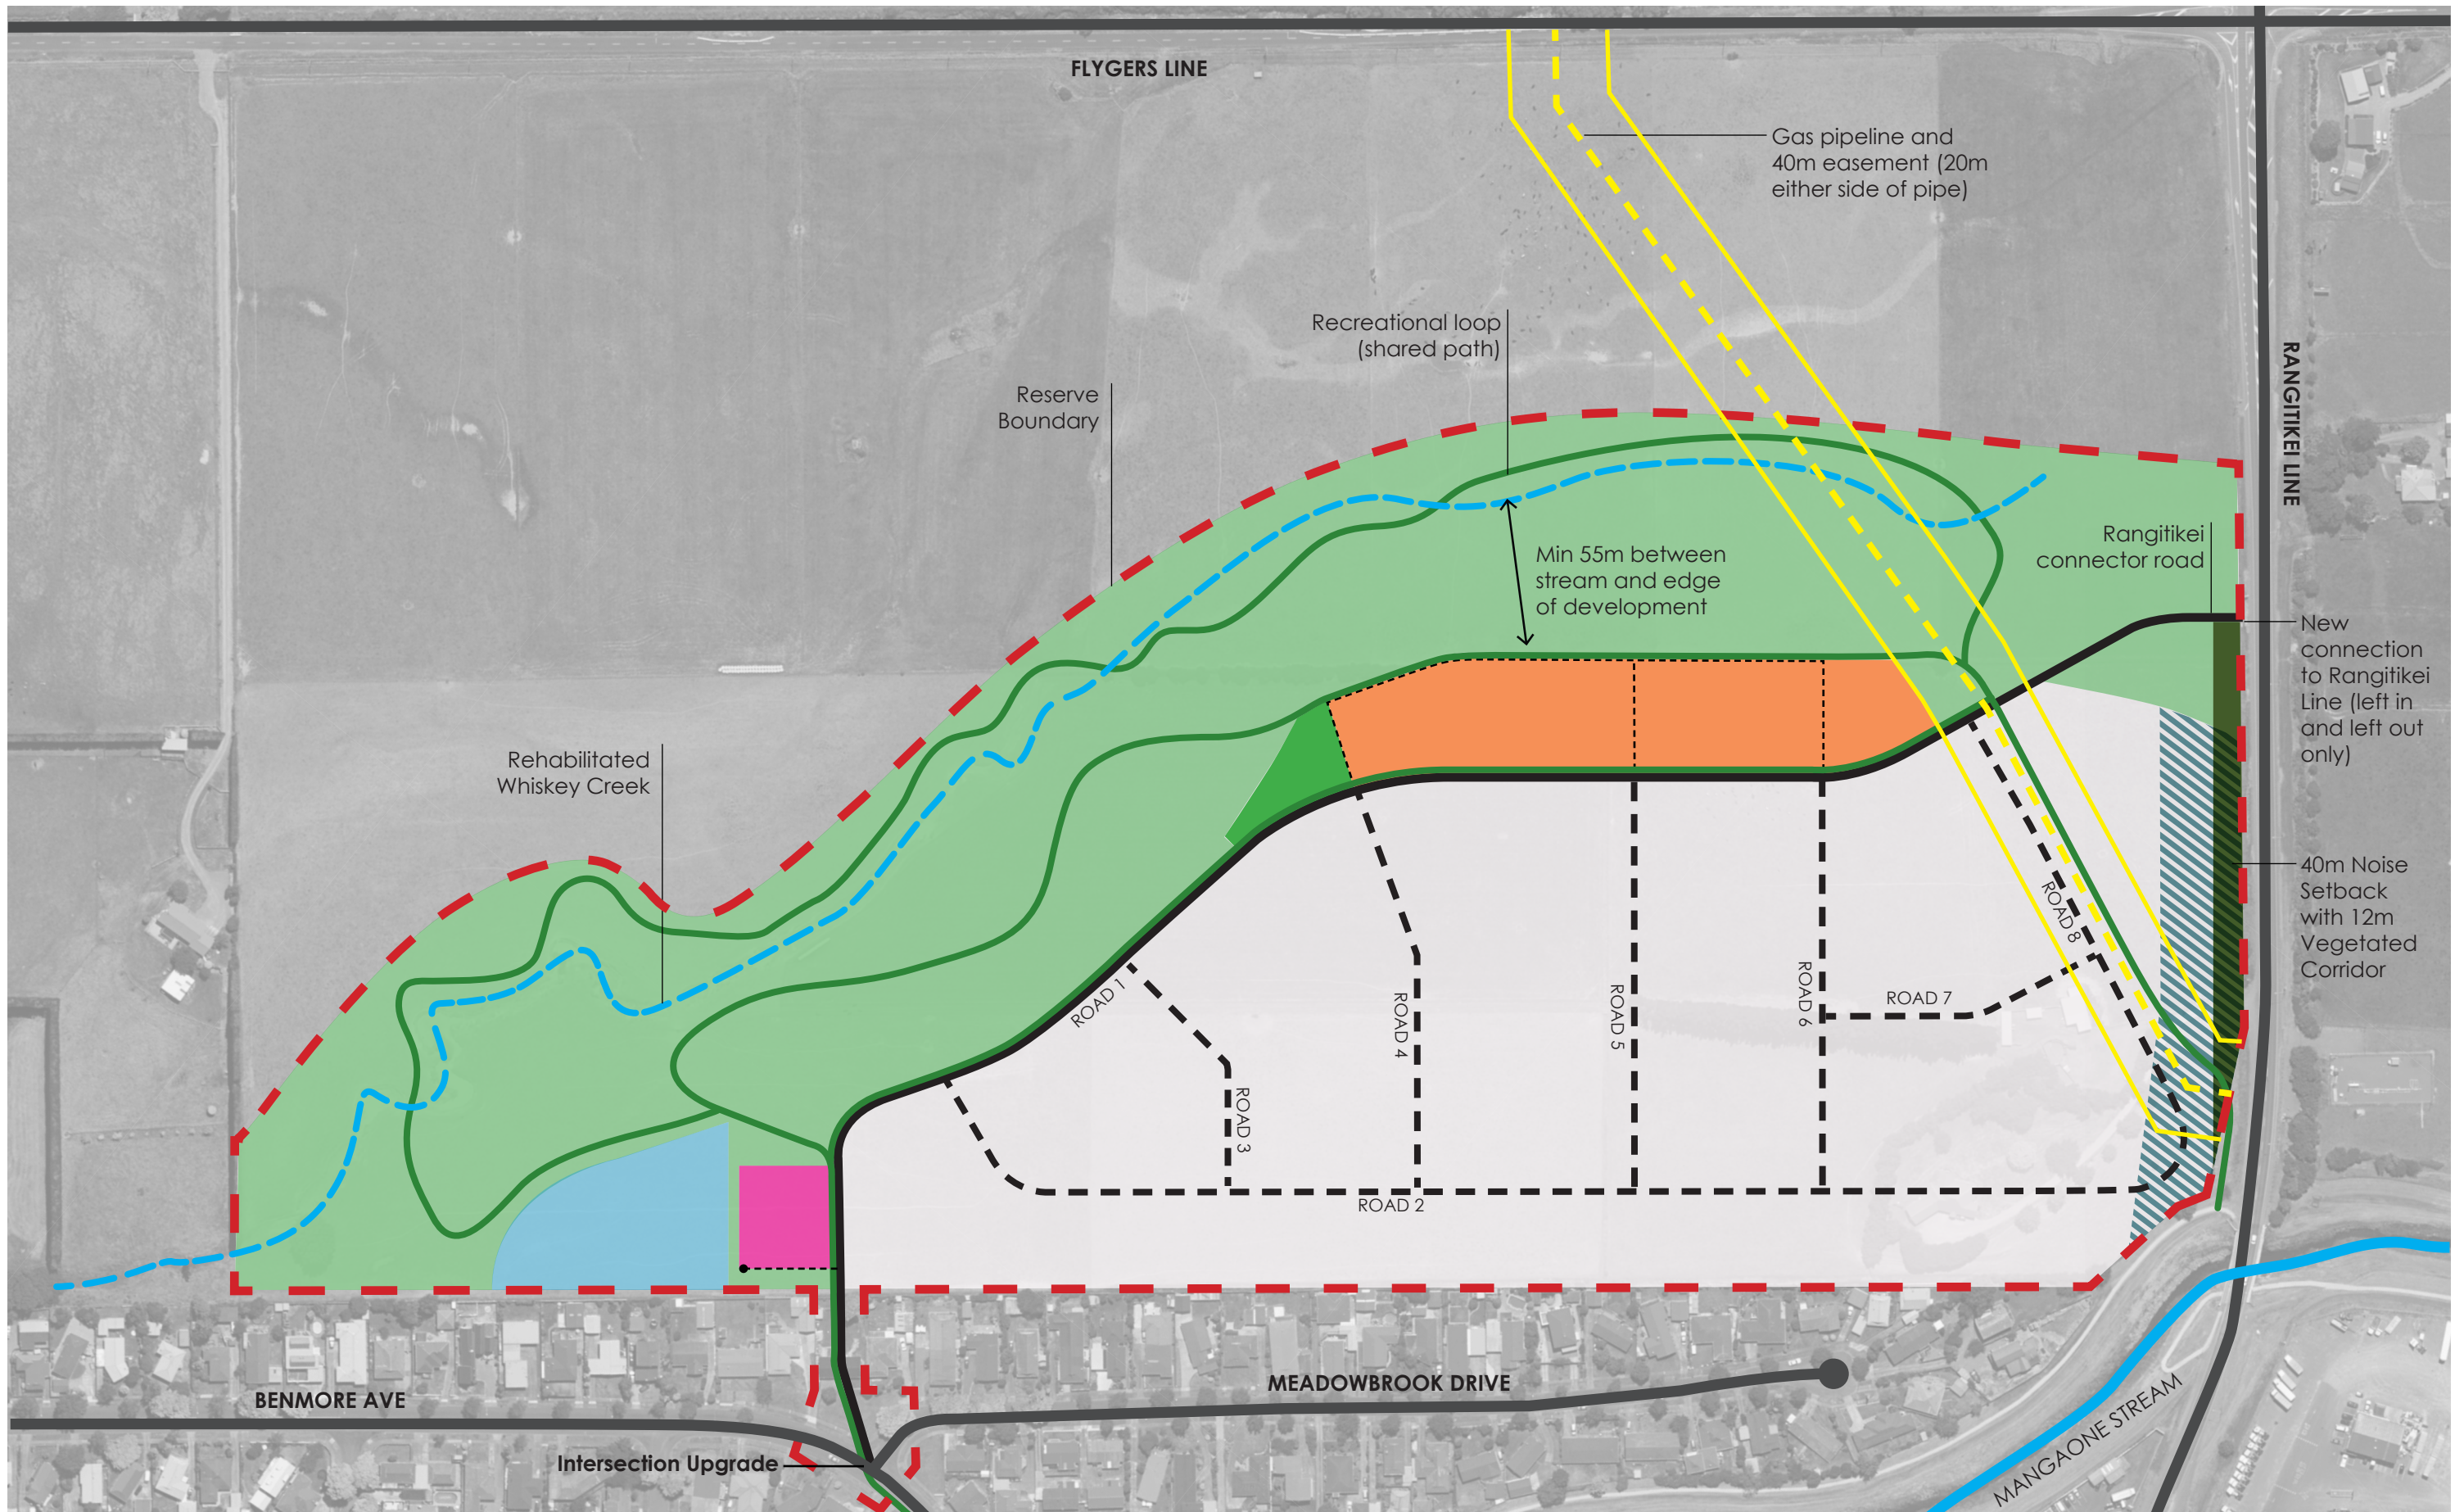 FLYGERS LINE
Gas pipeline and
40m easement (20m
either side of pipe)
Recreational loop
(shared path)
RANGITIKEI LINE
Reserve
Boundary
Rangitikei
connector road
Min 55m between
stream and edge
of development
New
connection
to Rangitikei
Line (left in
and left out
only)
Rehabilitated
Whiskey Creek
40m Noise
Setback
with 12m
Vegetated
Corridor
ROAD 8
ROAD 1
ROAD 7
ROAD 6
ROAD 5
ROAD 4
ROAD 3
ROAD 2
BENMORE AVE
MEADOWBROOK DRIVE
MANGAONE STREAM
Intersection Upgrade